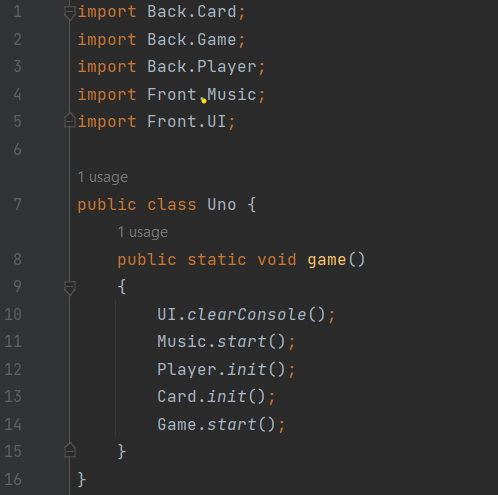 1 import Back.Card;
2 import Back.Game;
3 import Back.Player;
4 import Front.Music;
5 import Front.UI;
6
1 usage
7 public class Uno {
1 usage
8 public static void game()
9 {
10 UI.clearConsole();
11 Music.start();
12 Player.init();
13 Card.init();
14 Game.start();
15 }
16 }